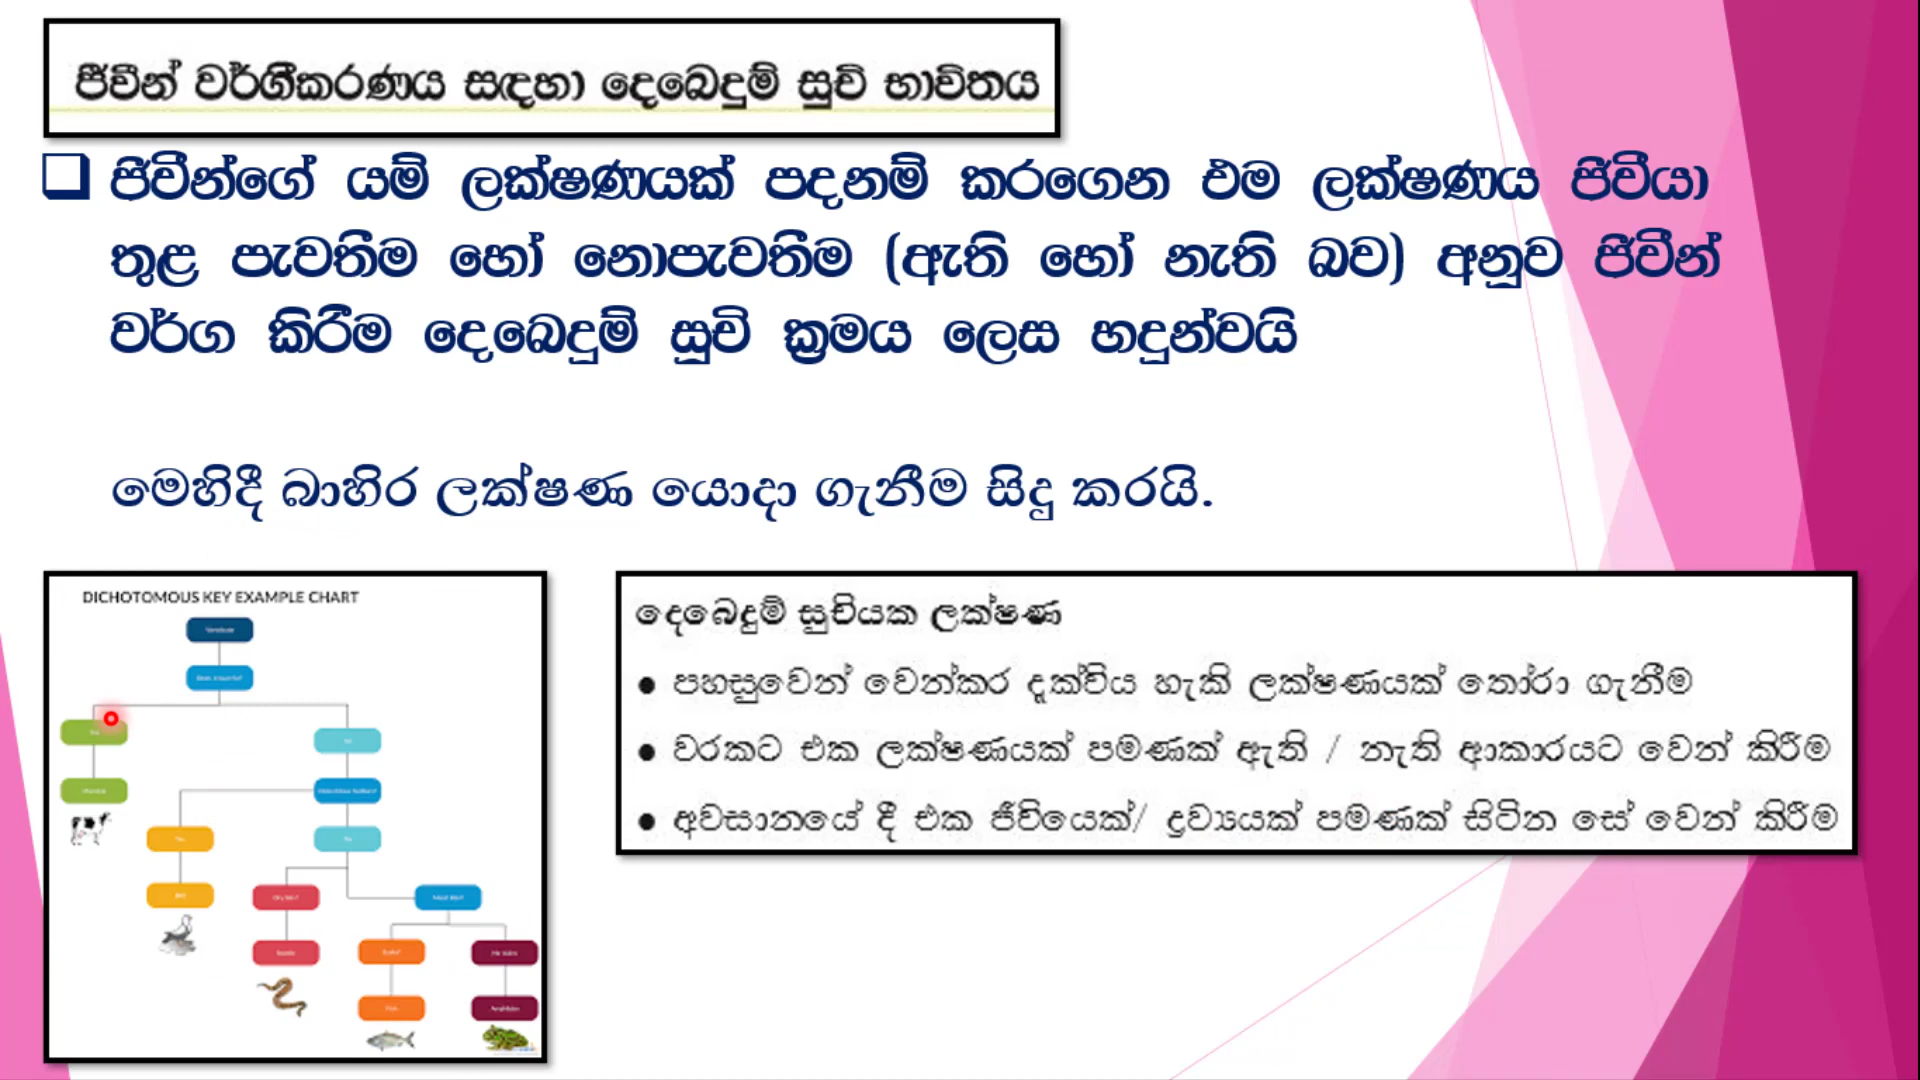 ජීවීන් වර්ගීකරණය සඳහා දෙබෙදුම් සුචි භාවිතය
ජීවීන්ගේ යම් ලක්ෂණයක් පදනම් කරගෙන එම ලක්ෂණය ජීවීයා
තුළ පැවතීම හෝ නොපැවතීම (ඇති හෝ නැති බව) අනුව ජීවීන්
වර්ග කිරීම දෙබෙදුම් සූචි ක්‍රමය ලෙස හදුන්වයි
මෙහිදී බාහිර ලක්ෂණ යොදා ගැනීම සිදු කරයි.
DICHOTOMOUS KEY EXAMPLE CHART
දෙබෙදුම් සුචියක ලක්ෂණ
● පහසුවෙන් වෙන්කර දැක්විය හැකි ලක්ෂණයක් තෝරා ගැනීම
● වරකට එක ලක්ෂණයක් පමණක් ඇති / නැති ආකාරයට වෙන් කිරීම
● අවසානයේ දී එක ජීවියෙක්/ ද්‍රව්‍යයක් පමණක් සිටින සේ වෙන් කිරීම